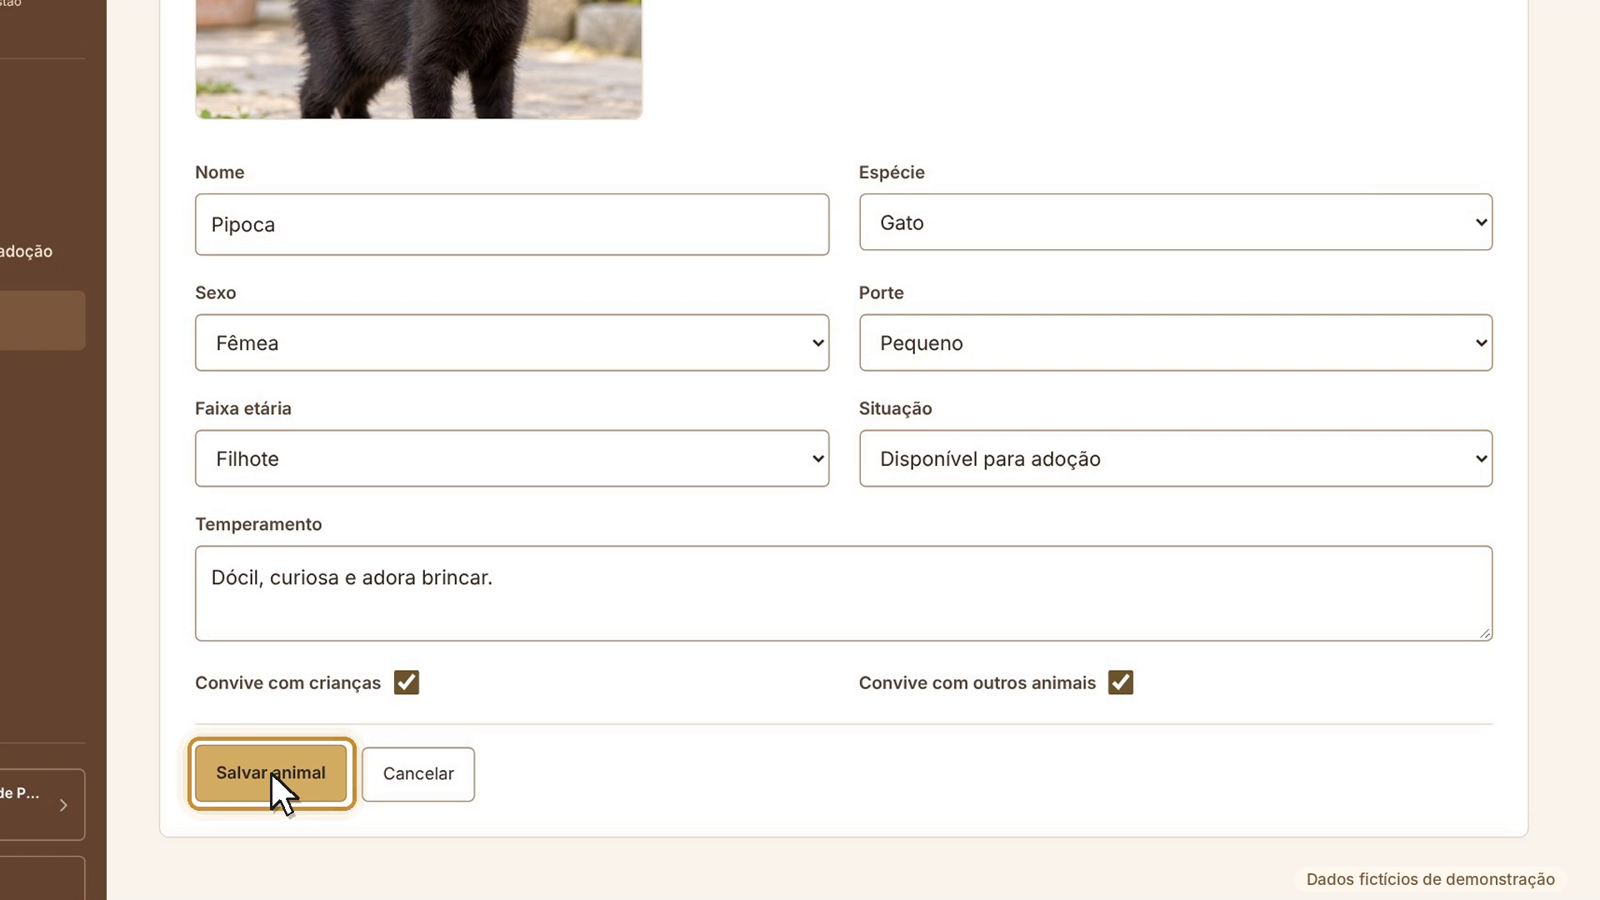 adoção
de P...
Nome
Pipoca
Espécie
Gato
Sexo
Fêmea
Porte
Pequeno
Faixa etária
Filhote
Situação
Disponível para adoção
Temperamento
Dócil, curiosa e adora brincar.
Convive com crianças
Convive com outros animais
Salvar animal
Cancelar
Dados fictícios de demonstração